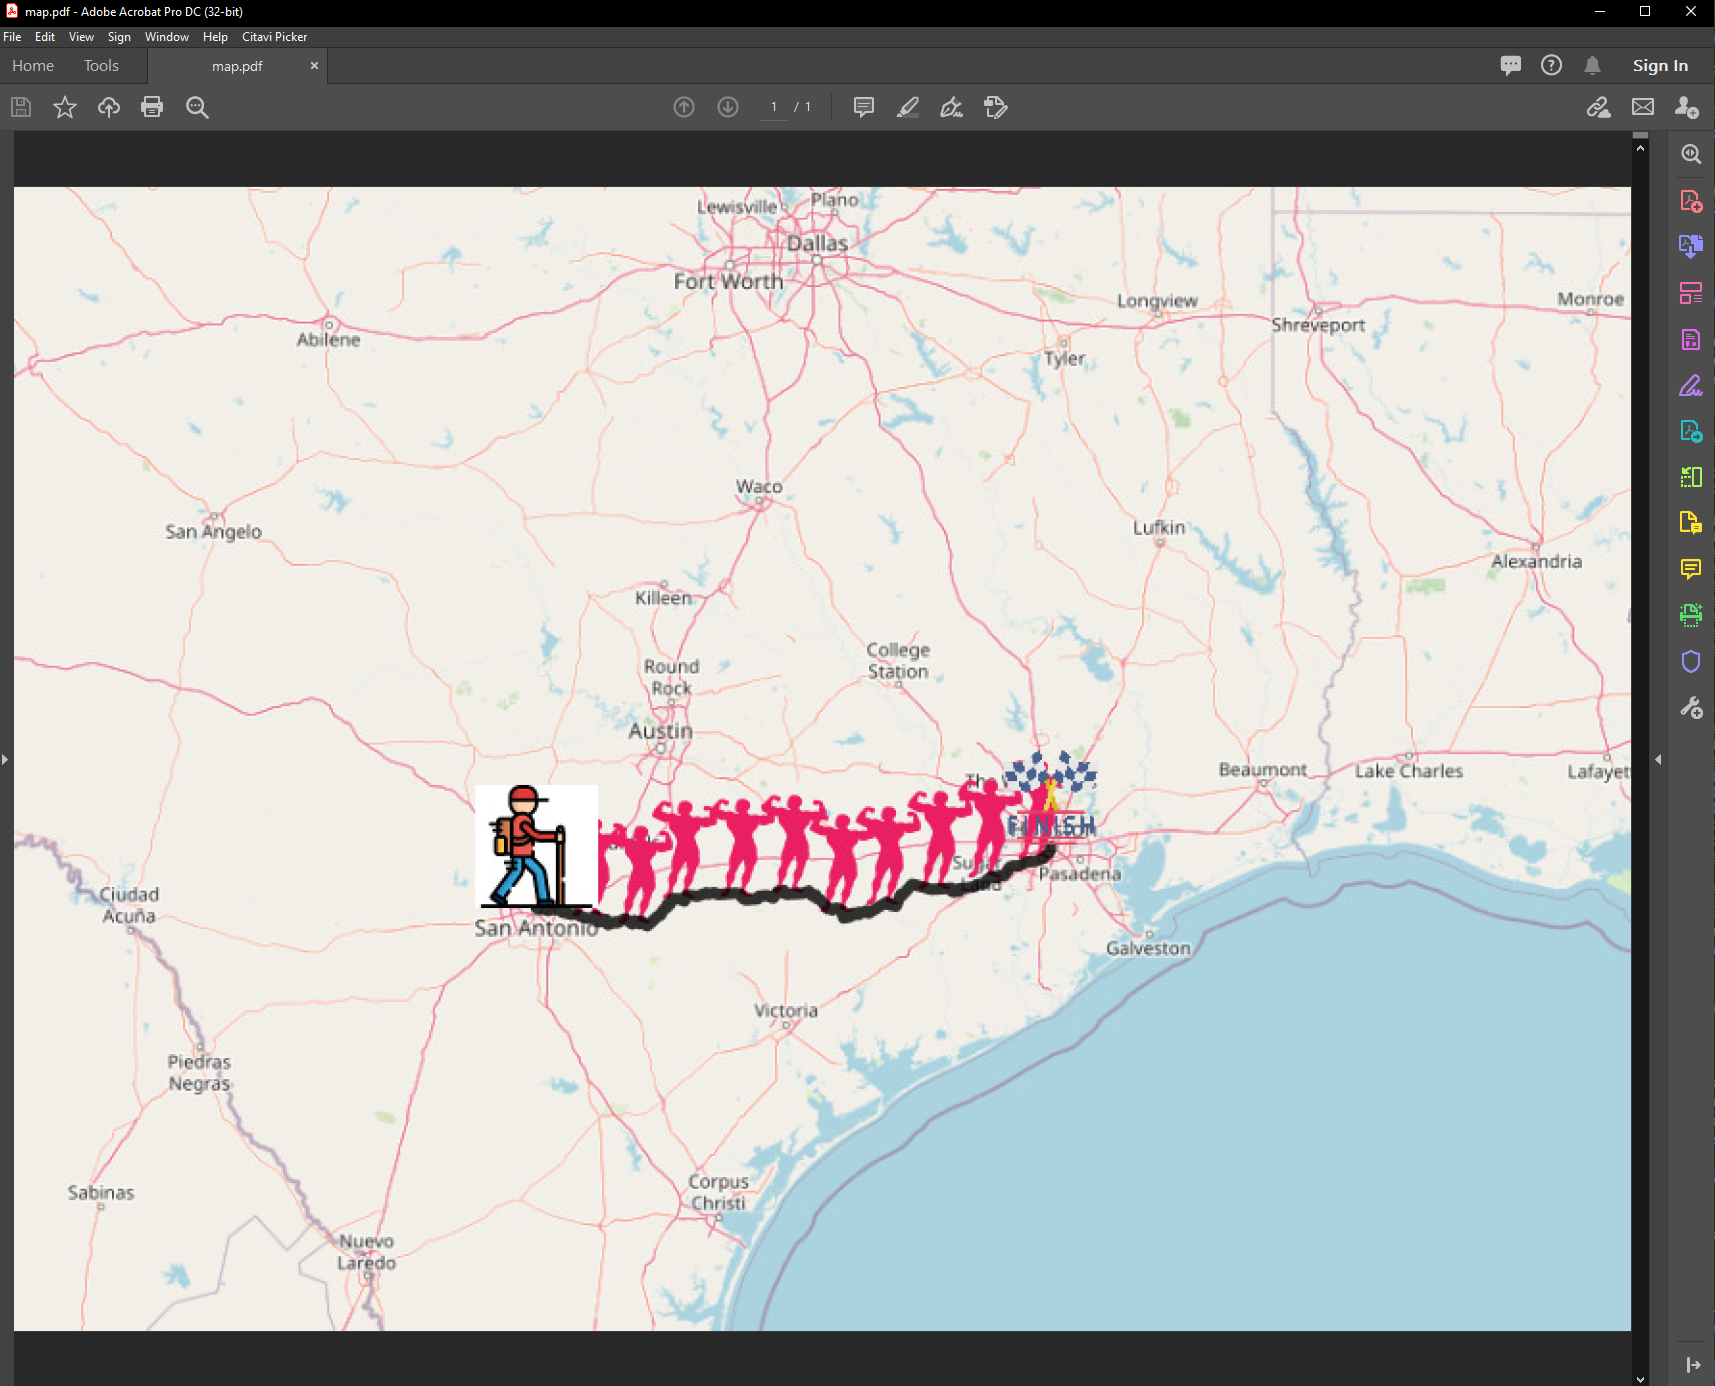 map.pdf - Adobe Acrobat Pro DC (32-bit)
File Edit View Sign Window Help Citavi Picker
Home Tools map.pdf × Sign In
1 / 1
Lewisville
Plano
Dallas
Fort Worth
Longview
Monroe
Shreveport
Abilene
Tyler
Waco
San Angelo
Lufkin
Alexandria
Killeen
College
Station
Round
Rock
Austin
The
Beaumont
Lake Charles
Lafayet
FINISH
Sugar
Land
Pasadena
Ciudad
Acuña
San Antonio
Galveston
Victoria
Piedras
Negras
Corpus
Christi
Sabinas
Nuevo
Laredo